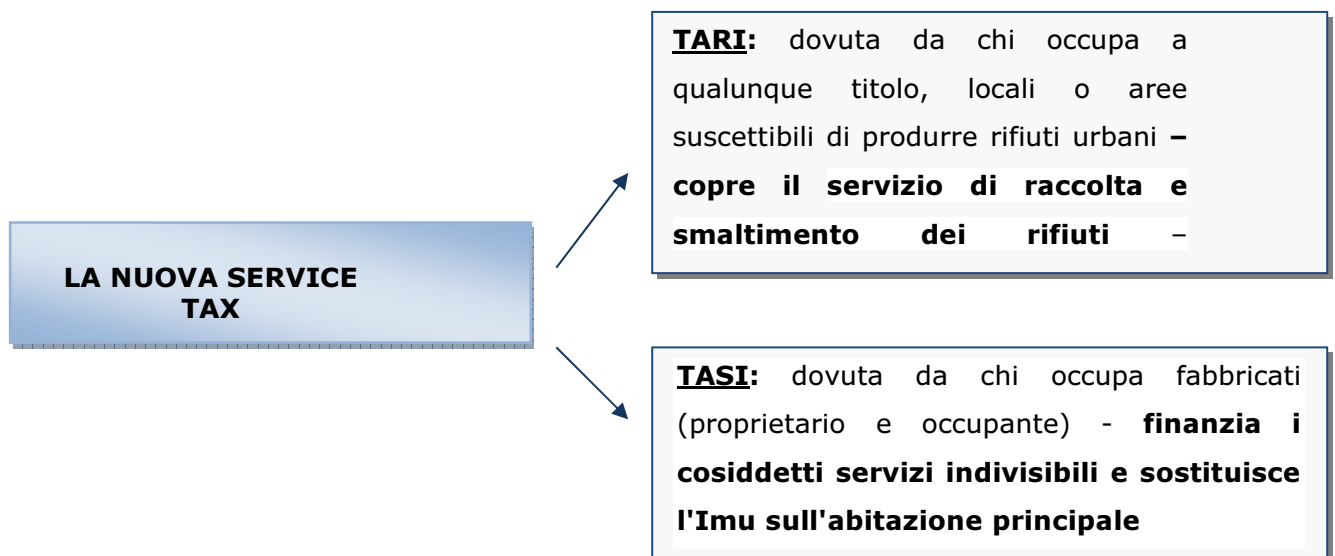 LA NUOVA SERVICE
TAX
TARI: dovuta da chi occupa a
qualunque titolo, locali o aree
suscettibili di produrre rifiuti urbani –
copre il servizio di raccolta e
smaltimento dei rifiuti –
TASI: dovuta da chi occupa fabbricati
(proprietario e occupante) - finanzia i
cosiddetti servizi indivisibili e sostituisce
l'Imu sull'abitazione principale